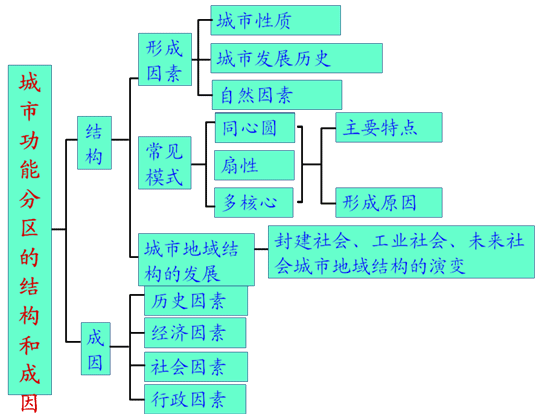 城市功能分区的结构和成因
结构
形成
因素
城市性质
城市发展历史
自然因素
常见
模式
同心圆
扇性
多核心
主要特点
形成原因
城市地域结
构的发展
封建社会、工业社会、未来社
会城市地域结构的演变
成因
历史因素
经济因素
社会因素
行政因素